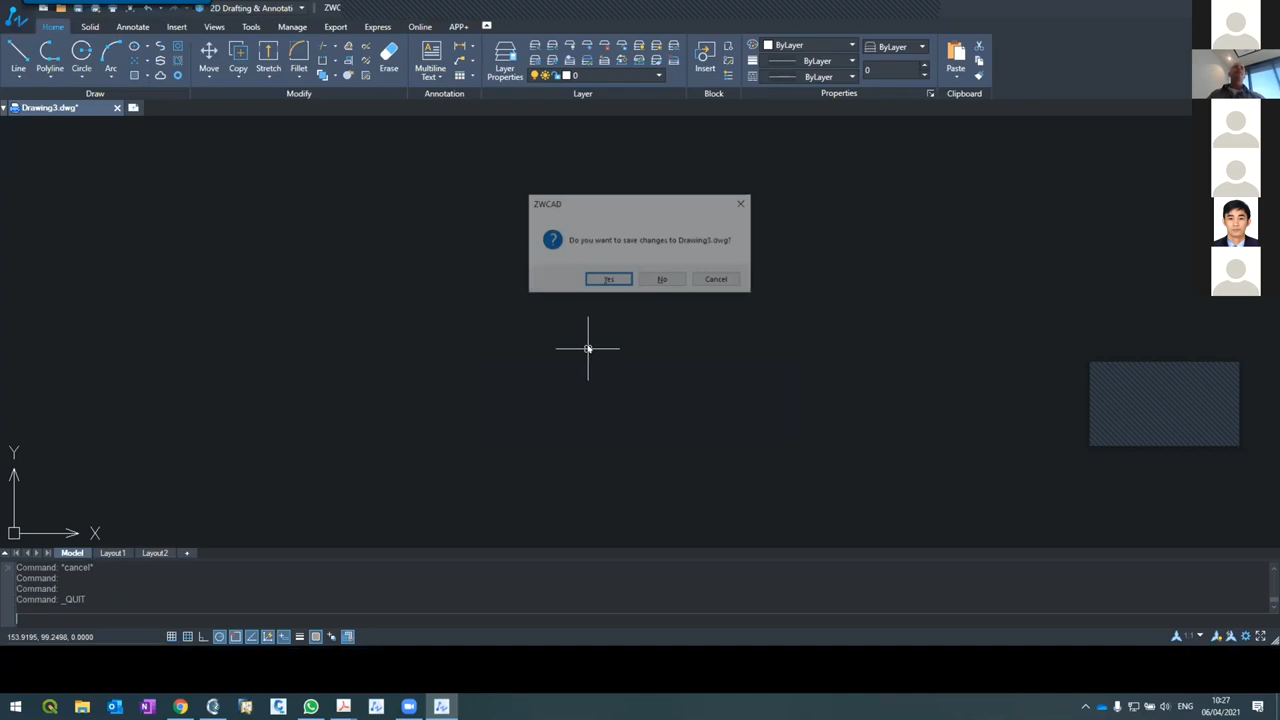 2D Drafting & Annotati
ZWC
Home
Solid
Annotate
Insert
Views
Tools
Manage
Export
Express
Online
APP+
Line
Polyline
Circle
Arc
Move
Copy
Stretch
Fillet
Erase
Multiline
Text
Layer
Properties
0
Insert
ByLayer
ByLayer
ByLayer
ByLayer
0
Paste
Draw
Modify
Annotation
Layer
Block
Properties
Clipboard
Drawing3.dwg*
ZWCAD
Do you want to save changes to Drawing3.dwg?
Yes
No
Cancel
Y
X
Model
Layout1
Layout2
+
Command: *cancel*
Command:
Command:
Command: _QUIT
153.9195, 99.2498, 0.0000
1:1
ENG
10:27
06/04/2021